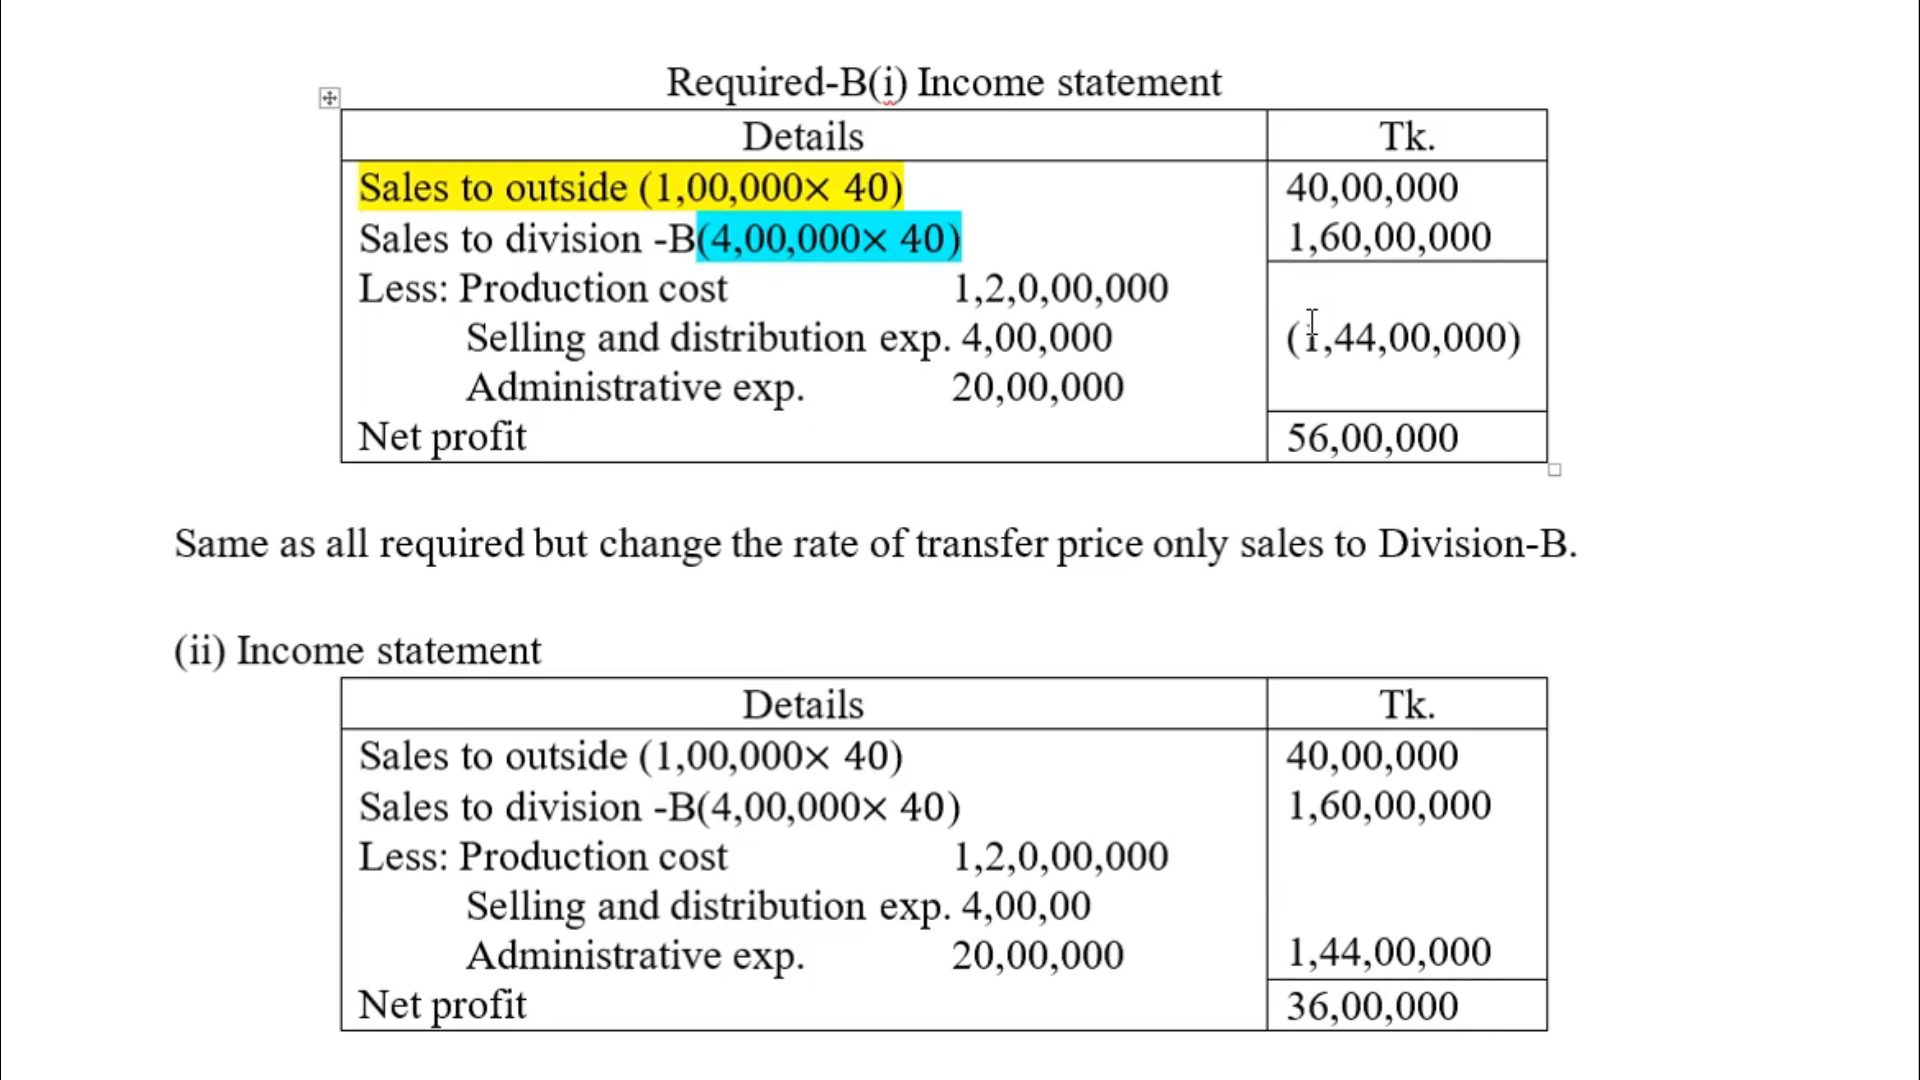 Required-B(i) Income statement
Details Tk.
Sales to outside (1,00,000× 40) 40,00,000
Sales to division -B(4,00,000× 40) 1,60,00,000
Less: Production cost 1,2,0,00,000
Selling and distribution exp. 4,00,000 (1,44,00,000)
Administrative exp. 20,00,000
Net profit 56,00,000
Same as all required but change the rate of transfer price only sales to Division-B.
(ii) Income statement
Details Tk.
Sales to outside (1,00,000× 40) 40,00,000
Sales to division -B(4,00,000× 40) 1,60,00,000
Less: Production cost 1,2,0,00,000
Selling and distribution exp. 4,00,00
Administrative exp. 20,00,000 1,44,00,000
Net profit 36,00,000